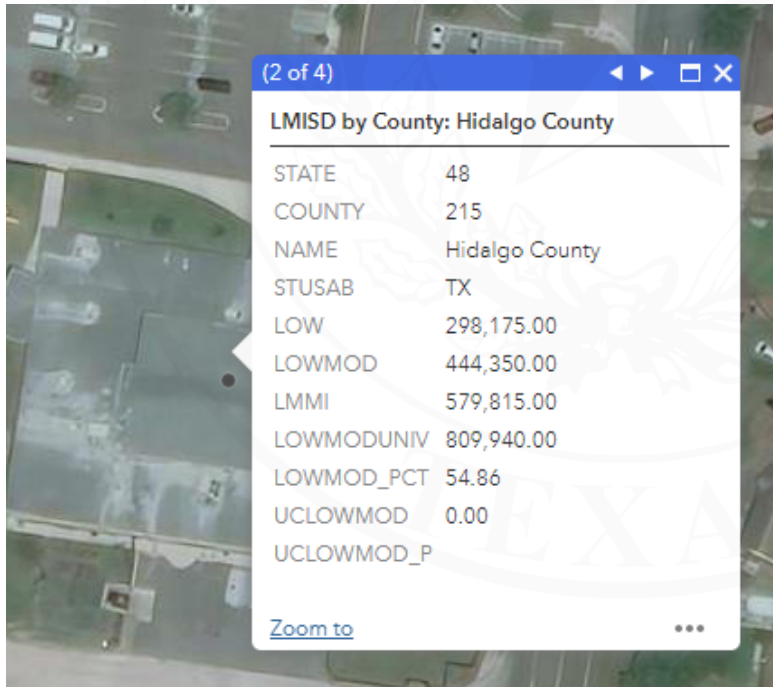 (2 of 4)
LMISD by County: Hidalgo County
STATE 48
COUNTY 215
NAME Hidalgo County
STUSAB TX
LOW 298,175.00
LOWMOD 444,350.00
LMMI 579,815.00
LOWMODUNIV 809,940.00
LOWMOD_PCT 54.86
UCLOWMOD 0.00
UCLOWMOD_P
TEXA
Zoom to